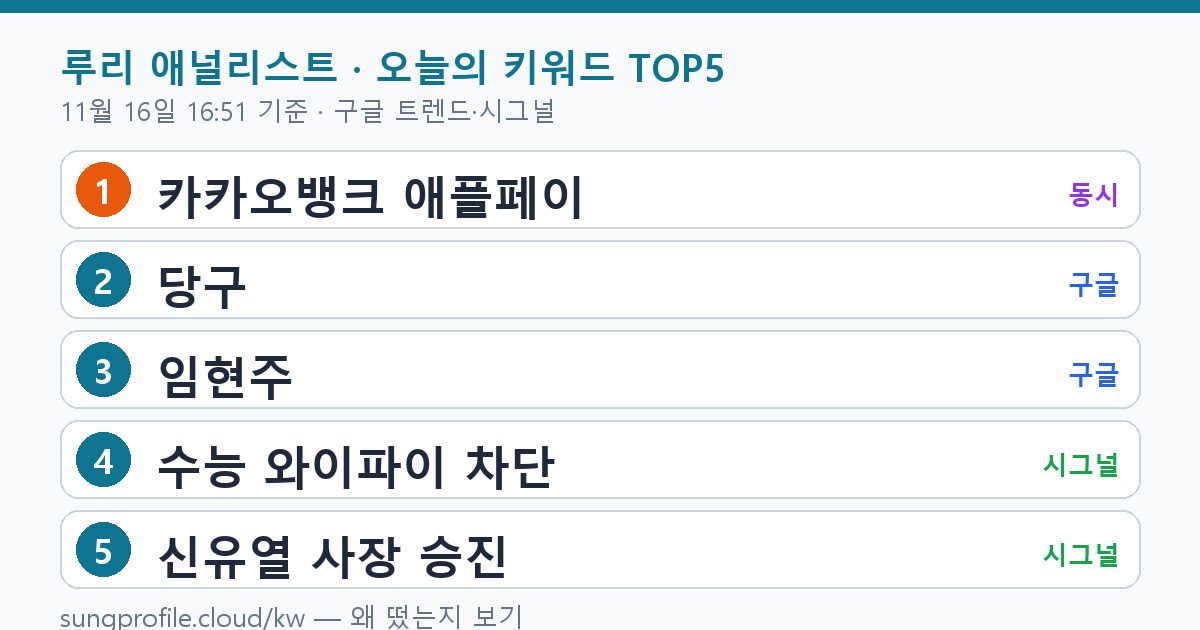 루리 애널리스트 · 오늘의 키워드 TOP5
11월 16일 16:51 기준 · 구글 트렌드·시그널
1 카카오뱅크 애플페이 동시
2 당구 구글
3 임현주 구글
4 수능 와이파이 차단 시그널
5 신유열 사장 승진 시그널
sungprofile.cloud/kw — 왜 떴는지 보기